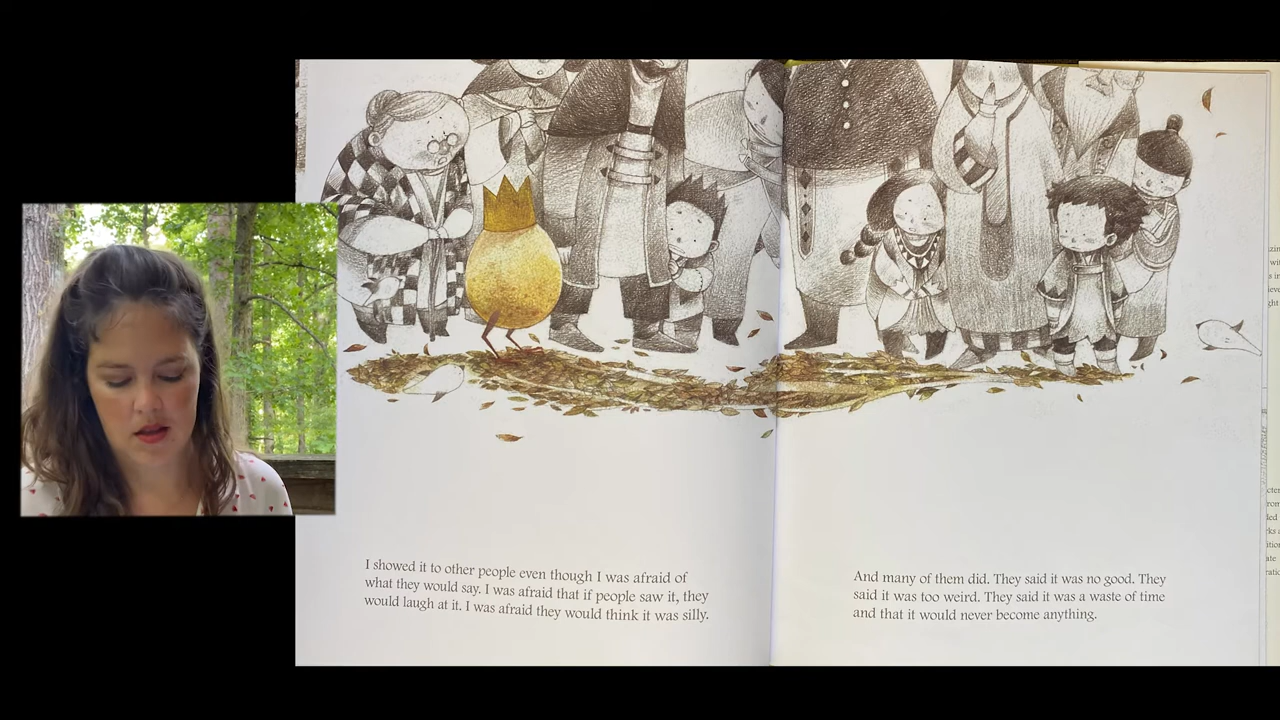 I showed it to other people even though I was afraid of
what they would say. I was afraid that if people saw it, they
would laugh at it. I was afraid they would think it was silly.
And many of them did. They said it was no good. They
said it was too weird. They said it was a waste of time
and that it would never become anything.